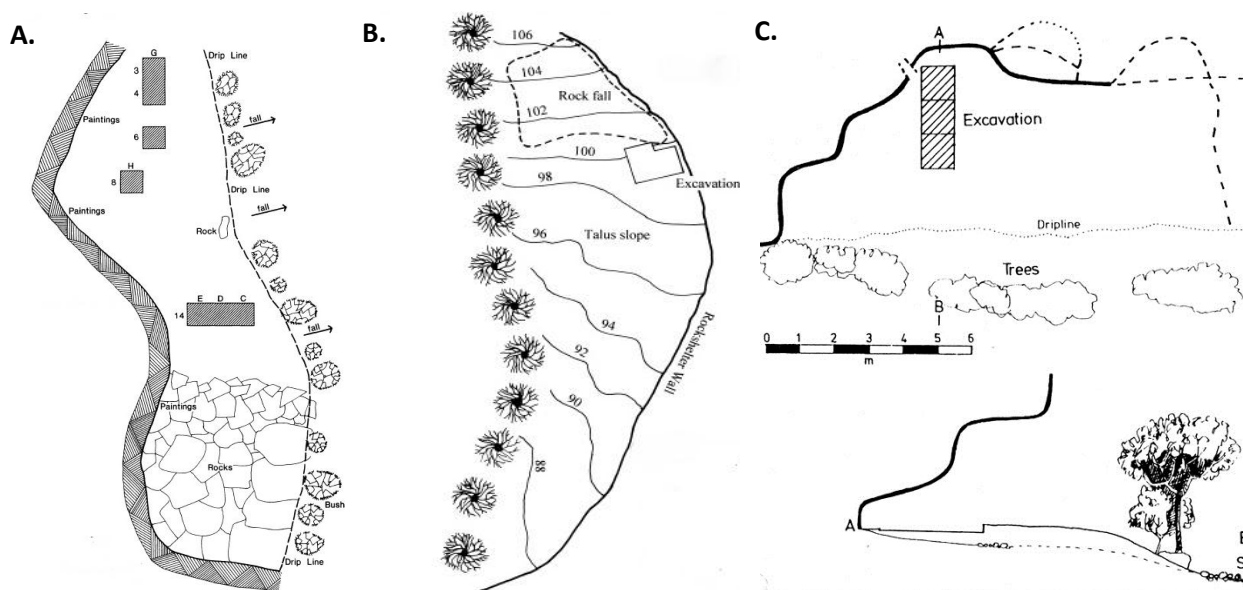 A.
G
3
4
6
H
8
Drip Line
fall
Paintings
Drip Line
fall
Paintings
Rock
E D C
14
fall
Paintings
Rocks
Bush
Drip Line
B.
106
104
Rock fall
102
100
98
Excavation
96
Talus slope
94
92
90
88
Rockshelter Wall
C.
A
Excavation
Dripline
Trees
B
0 1 2 3 4 5 6
m
A